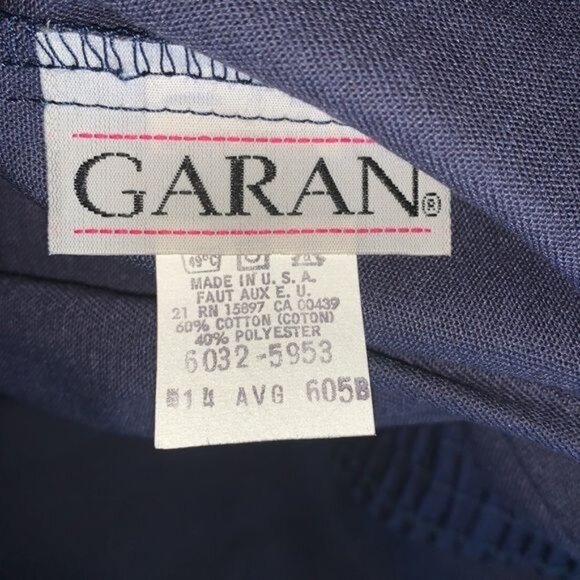 GARAN®
49°C
MADE IN U.S.A.
FAUT AUX E.U.
21 RN 15897 CA 00439
60% COTTON (COTON)
40% POLYESTER
6032-5953
14 AVG 605B